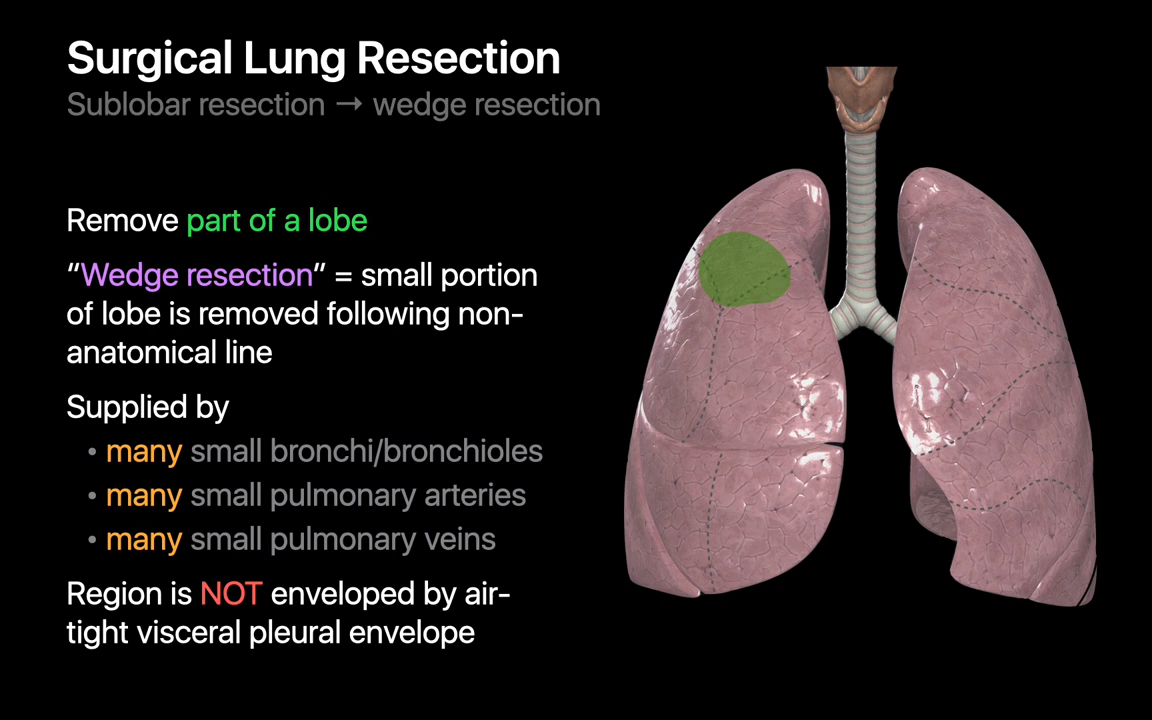 Surgical Lung Resection
Sublobar resection → wedge resection
Remove part of a lobe
“Wedge resection” = small portion
of lobe is removed following non-
anatomical line
Supplied by
• many small bronchi/bronchioles
• many small pulmonary arteries
• many small pulmonary veins
Region is NOT enveloped by air-
tight visceral pleural envelope